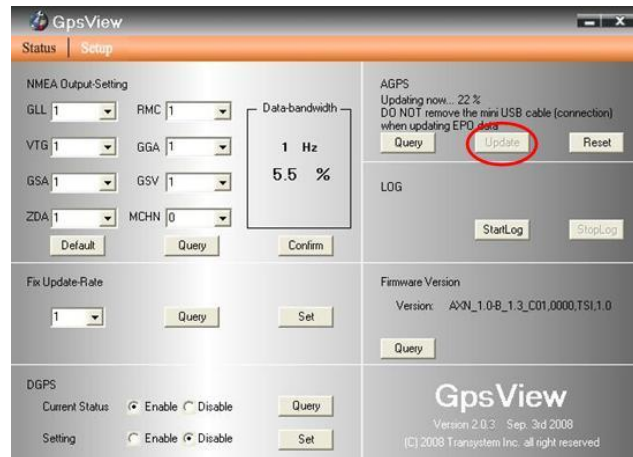 GpsView
Status Setup
NMEA Output-Setting
GLL 1 RMC 1
VTG 1 GGA 1
GSA 1 GSV 1
ZDA 1 MCHN 0
Default Query Confirm
Data-bandwidth
1 Hz
5.5 %
AGPS
Updating now... 22 %
DO NOT remove the mini USB cable (connection)
when updating EPO data
Query Update Reset
LOG
StartLog StopLog
Fix Update-Rate
1 Query Set
Firmware Version
Version: AXN_1.0-B_1.3_C01,0000,TSI,1.0
Query
DGPS
Current Status Enable Disable Query
Setting Enable Disable Set
GpsView
Version 2.0.3 Sep. 3rd 2008
(C) 2008 Transystem Inc. all right reserved